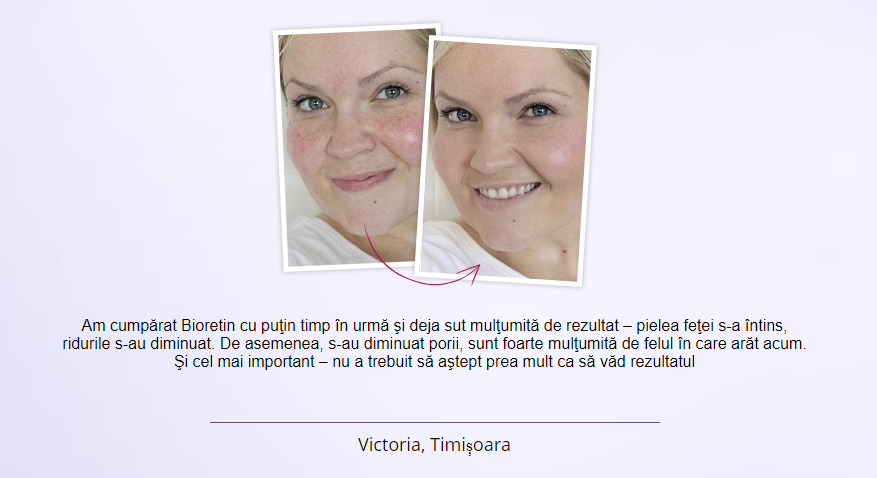 Am cumpărat Bioretin cu puţin timp în urmă şi deja sut mulţumită de rezultat – pielea feţei s-a întins,
ridurile s-au diminuat. De asemenea, s-au diminuat porii, sunt foarte mulţumită de felul în care arăt acum.
Şi cel mai important – nu a trebuit să aştept prea mult ca să văd rezultatul
Victoria, Timișoara